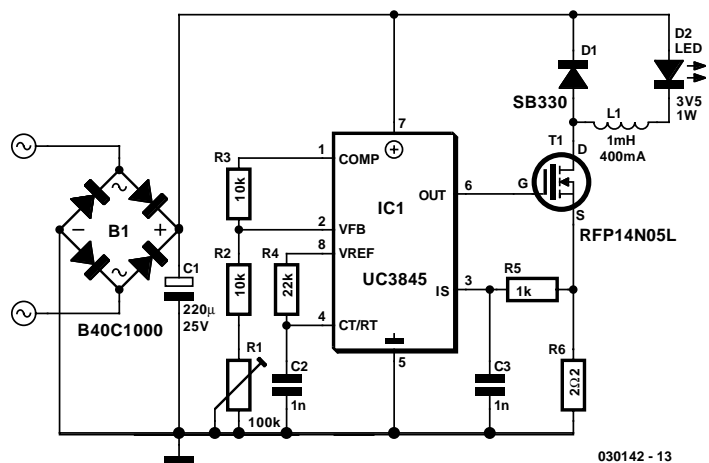 D1
SB330
D2
LED
3V5
1W
L1
1mH
400mA
T1
D
G
S
RFP14N05L
7
1
COMP
R3
10k
2
VFB
8
VREF
R2
10k
R4
22k
4
CT/RT
IC1
UC3845
OUT
6
IS
3
5
R5
1k
R6
2Ω2
B1
B40C1000
C1
220µ
25V
R1
100k
C2
1n
C3
1n
030142 - 13